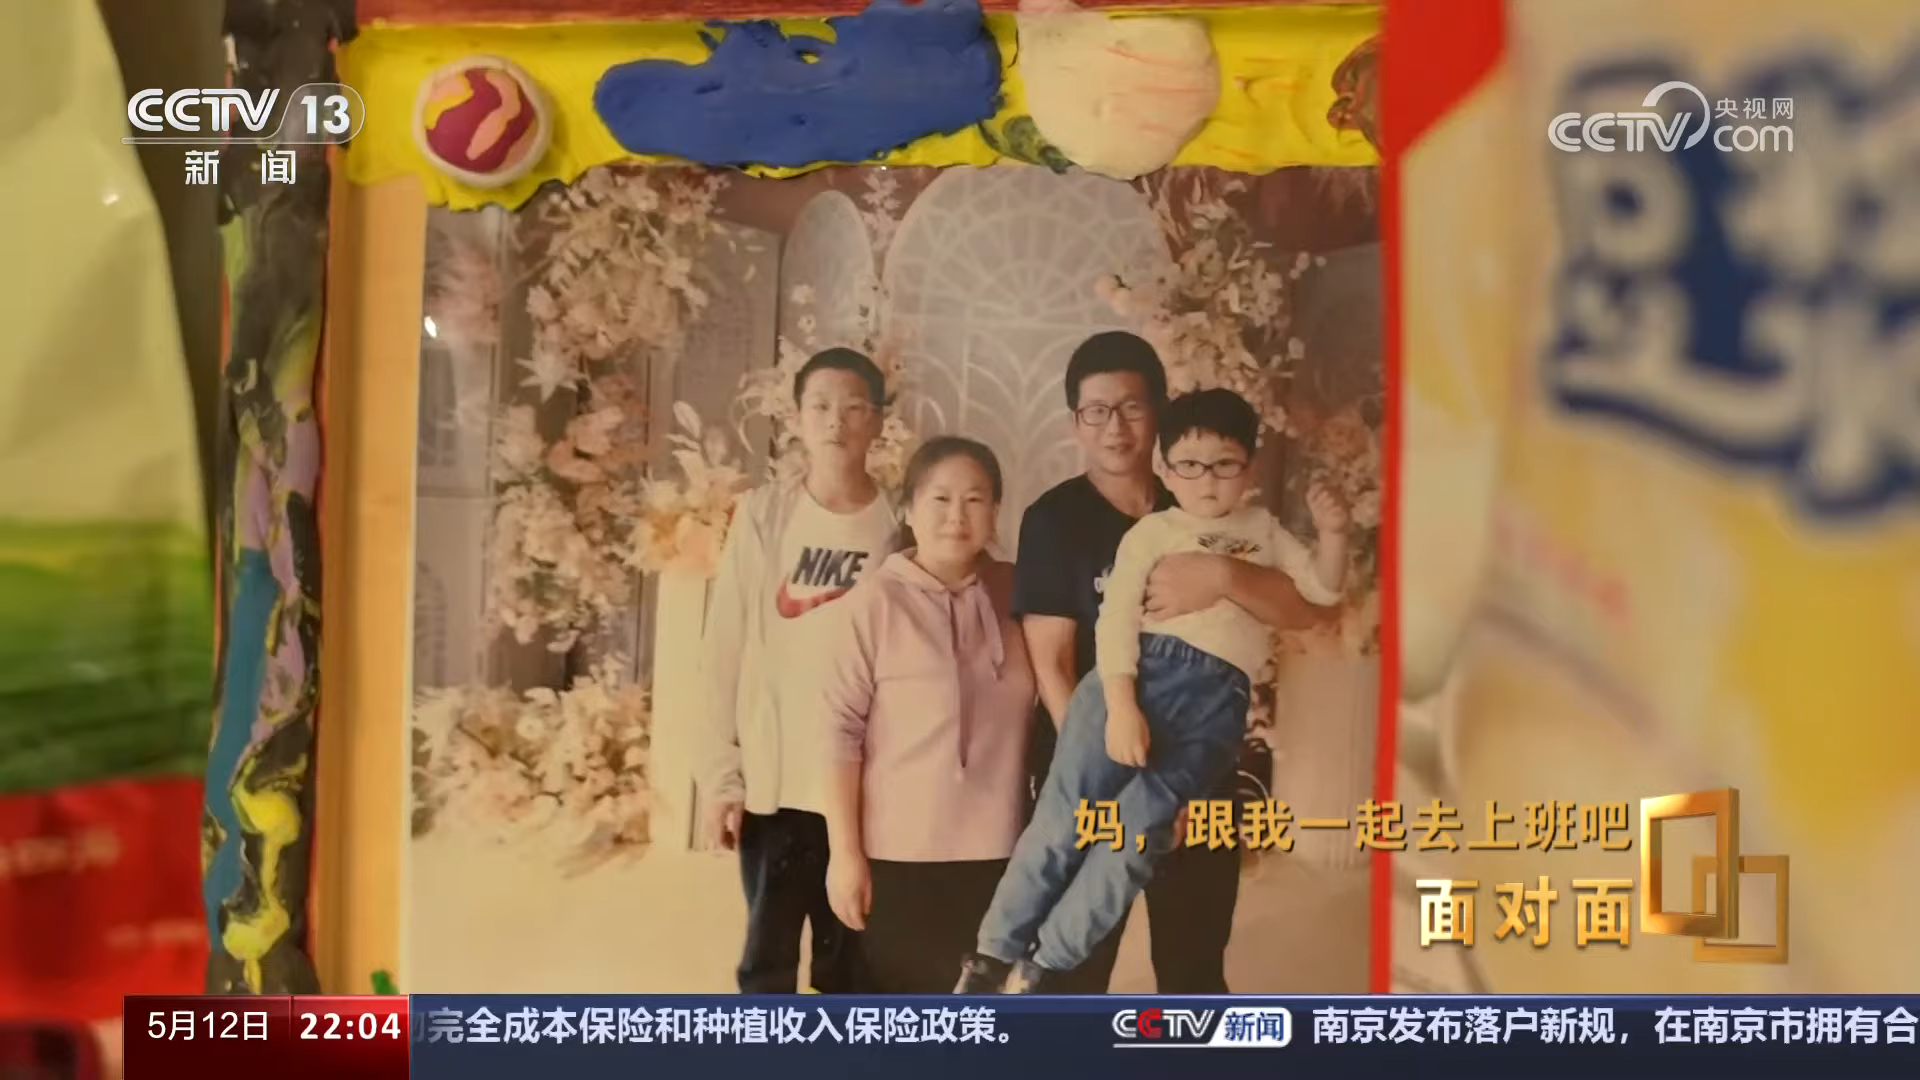 CCTV 13
新闻
央视网
CCTV com
NIKE
妈，跟我一起去上班吧
面对面
5月12日 22:04
完全成本保险和种植收入保险政策。
CCTV 新闻 南京发布落户新规，在南京市拥有合